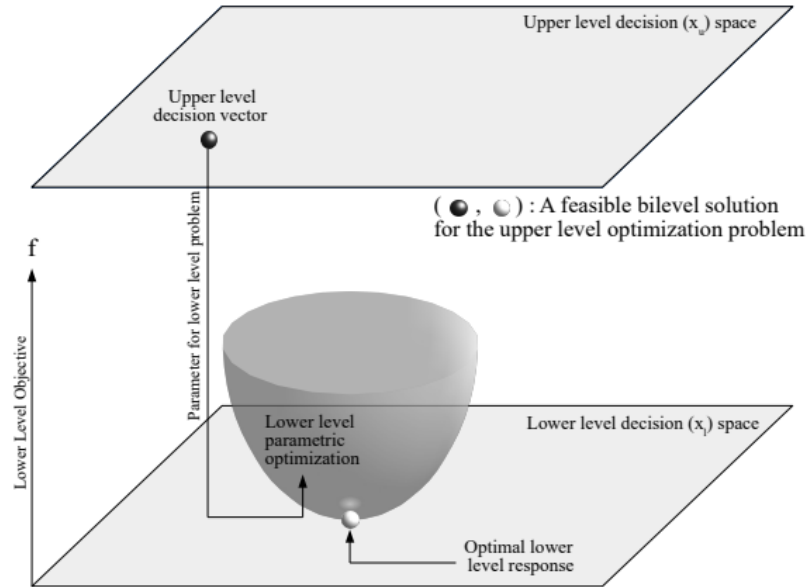 Upper level decision (x_u) space
Upper level
decision vector
Parameter for lower level problem
( , ) : A feasible bilevel solution
for the upper level optimization problem
f
Lower Level Objective
Lower level
parametric
optimization
Lower level decision (x_l) space
Optimal lower
level response